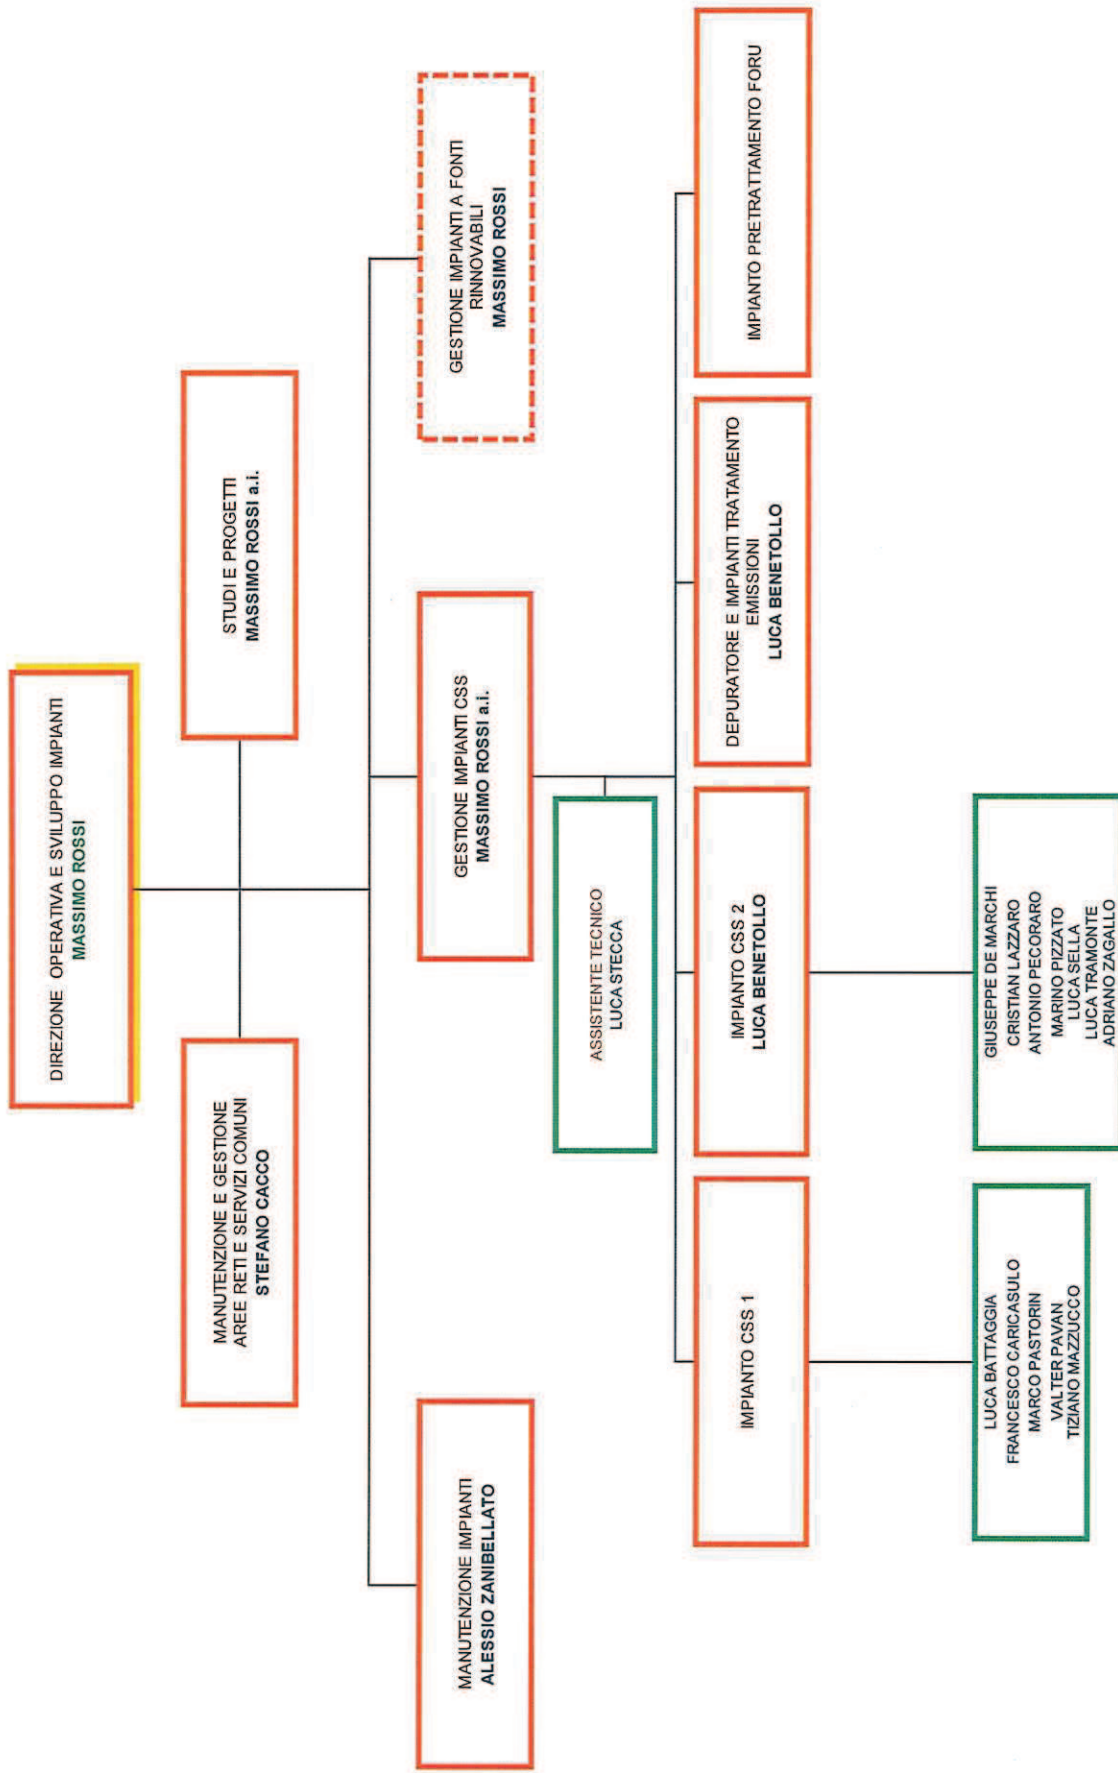 DIREZIONE OPERATIVA E SVILUPPO IMPIANTI
MASSIMO ROSSI
MANUTENZIONE E GESTIONE
AREE RETI E SERVIZI COMUNI
STEFANO CACCO
STUDI E PROGETTI
MASSIMO ROSSI a.i.
MANUTENZIONE IMPIANTI
ALESSIO ZANIBELLATO
GESTIONE IMPIANTI CSS
MASSIMO ROSSI a.i.
GESTIONE IMPIANTI A FONTI
RINNOVABILI
MASSIMO ROSSI
ASSISTENTE TECNICO
LUCA STECCA
IMPIANTO CSS 1
IMPIANTO CSS 2
LUCA BENETOLLO
DEPURATORE E IMPIANTI TRATAMENTO
EMISSIONI
LUCA BENETOLLO
IMPIANTO PRETRATTAMENTO FORU
LUCA BATTAGGIA
FRANCESCO CARICASULO
MARCO PASTORIN
VALTER PAVAN
TIZIANO MAZZUCCO
GIUSEPPE DE MARCHI
CRISTIAN LAZZARO
ANTONIO PECORARO
MARINO PIZZATO
LUCA SELLA
LUCA TRAMONTE
ADRIANO ZAGALLO